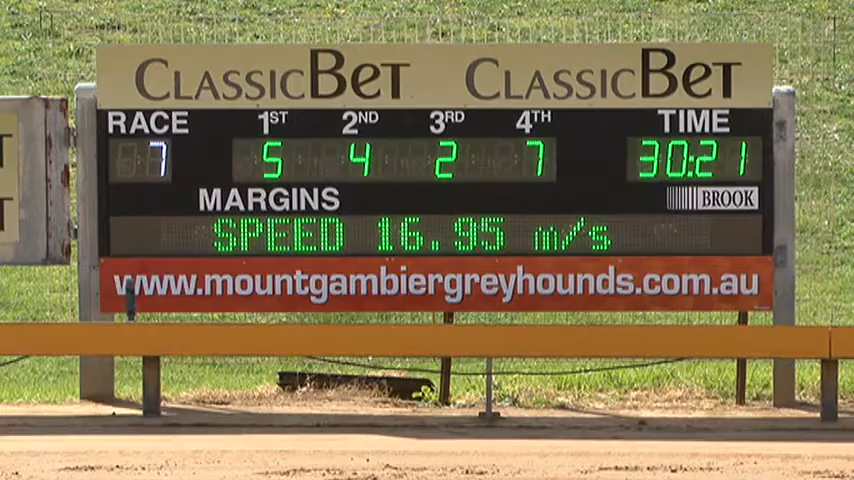 CLASSICBET CLASSICBET
RACE 1ST 2ND 3RD 4TH TIME
7 5 4 2 7 30:21
MARGINS BROOK
SPEED 16.95 m/s
www.mountgambiergreyhounds.com.au